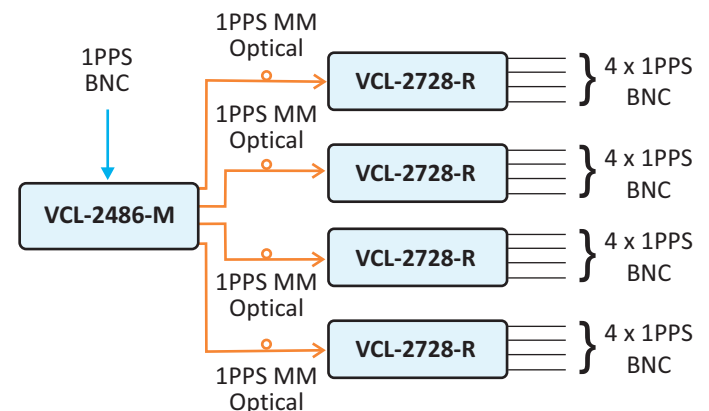 1PPS
BNC
VCL-2486-M
1PPS MM
Optical
VCL-2728-R
4 x 1PPS
BNC
1PPS MM
Optical
VCL-2728-R
4 x 1PPS
BNC
VCL-2728-R
4 x 1PPS
BNC
1PPS MM
Optical
VCL-2728-R
4 x 1PPS
BNC
1PPS MM
Optical